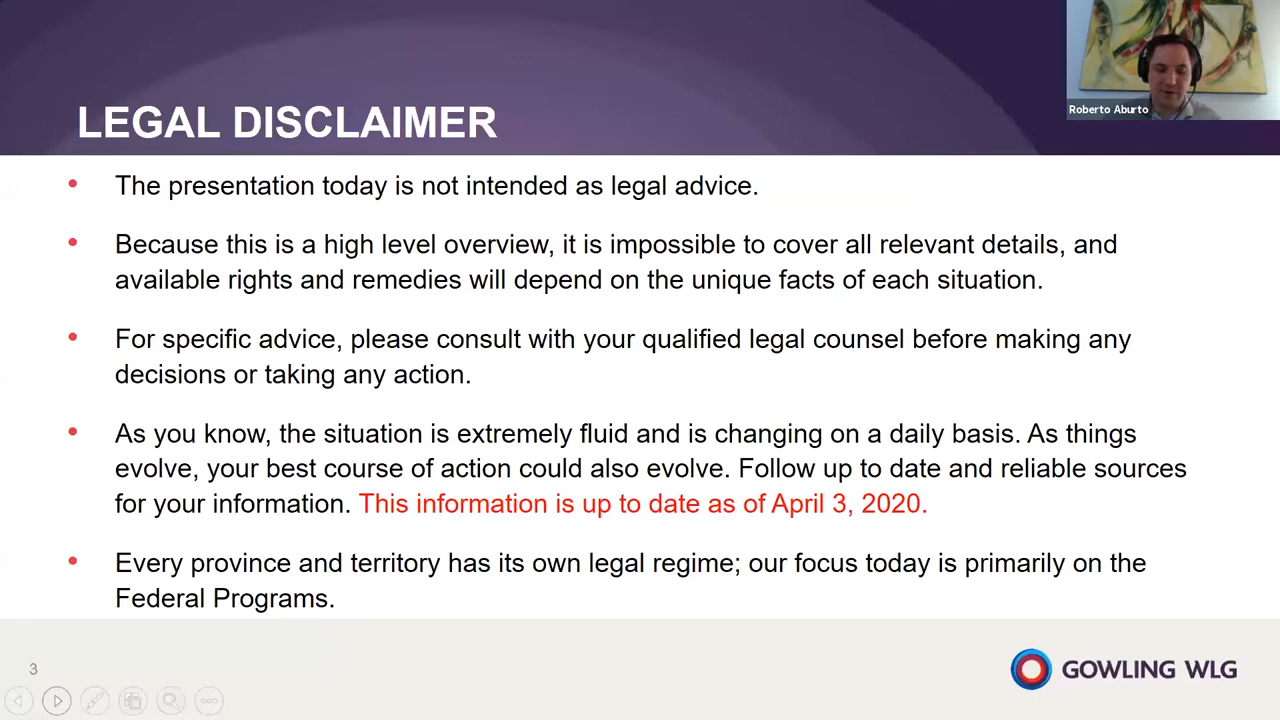 Roberto Aburto
LEGAL DISCLAIMER
• The presentation today is not intended as legal advice.
• Because this is a high level overview, it is impossible to cover all relevant details, and
available rights and remedies will depend on the unique facts of each situation.
• For specific advice, please consult with your qualified legal counsel before making any
decisions or taking any action.
• As you know, the situation is extremely fluid and is changing on a daily basis. As things
evolve, your best course of action could also evolve. Follow up to date and reliable sources
for your information. This information is up to date as of April 3, 2020.
• Every province and territory has its own legal regime; our focus today is primarily on the
Federal Programs.
3
GOWLING WLG